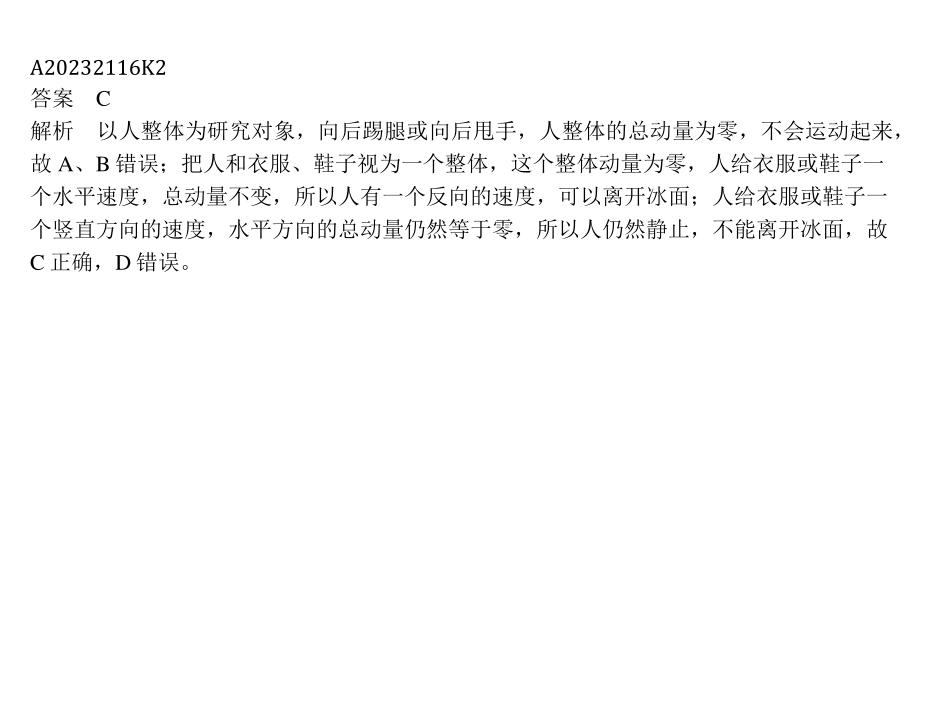 A20232116K2
答案　C
解析　以人整体为研究对象，向后踢腿或向后甩手，人整体的总动量为零，不会运动起来，
故 A、B 错误；把人和衣服、鞋子视为一个整体，这个整体动量为零，人给衣服或鞋子一
个水平速度，总动量不变，所以人有一个反向的速度，可以离开冰面；人给衣服或鞋子一
个竖直方向的速度，水平方向的总动量仍然等于零，所以人仍然静止，不能离开冰面，故
C 正确，D 错误。